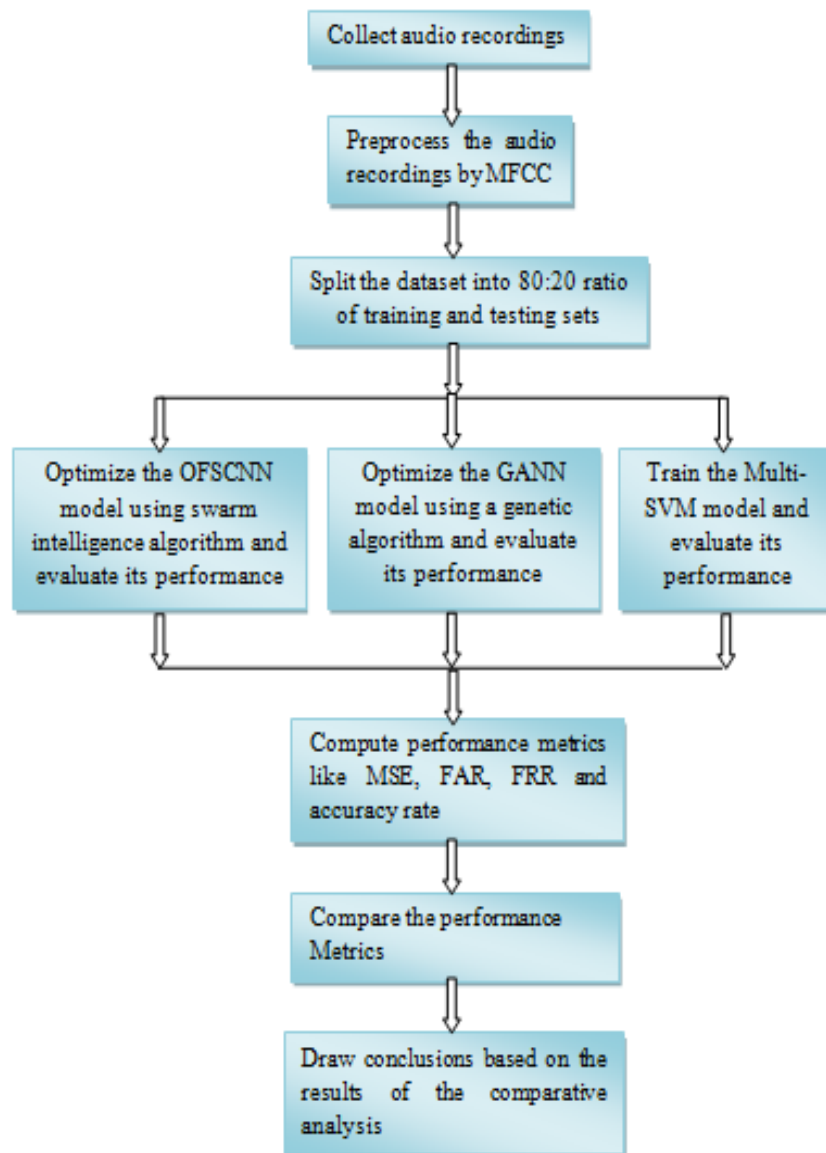 Collect audio recordings
Preprocess the audio
recordings by MFCC
Split the dataset into 80:20 ratio
of training and testing sets
Optimize the OFSCNN
model using swarm
intelligence algorithm and
evaluate its performance
Optimize the GANN
model using a genetic
algorithm and evaluate
its performance
Train the Multi-
SVM model and
evaluate its
performance
Compute performance metrics
like MSE, FAR, FRR and
accuracy rate
Compare the performance
Metrics
Draw conclusions based on the
results of the comparative
analysis